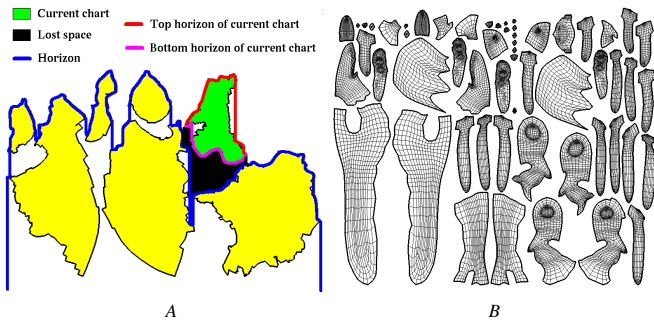 Current chart
Lost space
Horizon
Top horizon of current chart
Bottom horizon of current chart
A
B